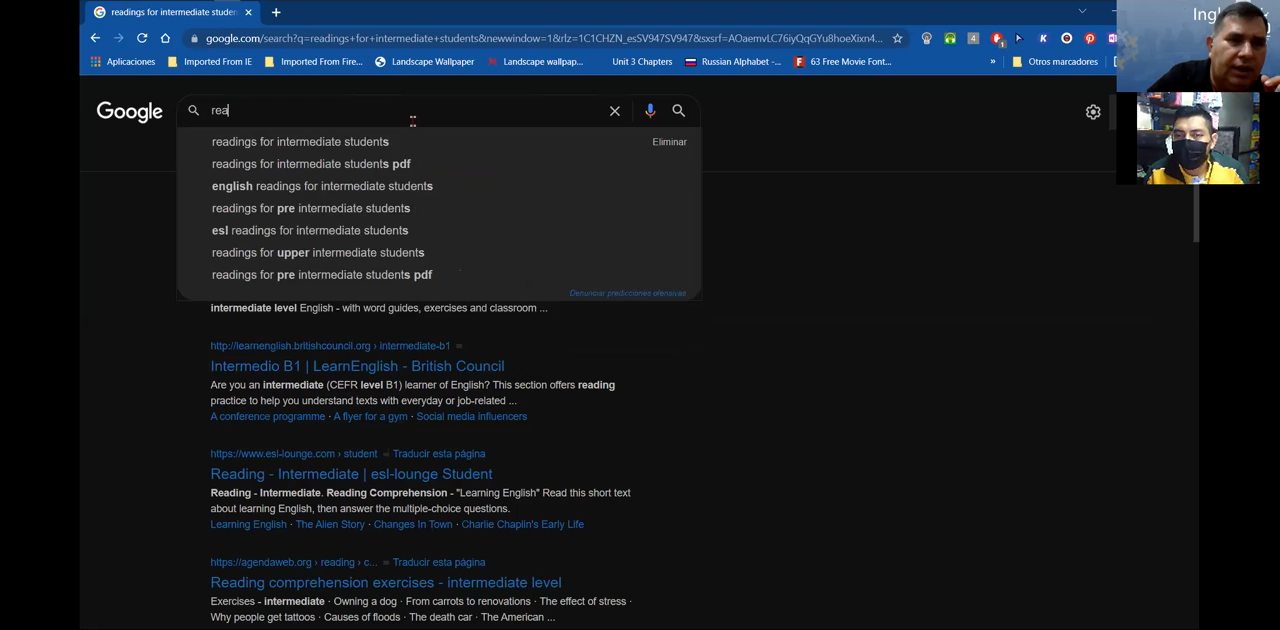 readings for intermediate studen
Ingl
google.com/search?q=readings+for+intermediate+students&newwindow=1&rlz=1C1CHZN_esSV947SV947&sxsrf=AOaemvLC76iyQqGYu8hoeXixn4...
4
1
Aplicaciones
Imported From IE
Imported From Fire...
Landscape Wallpaper
Landscape wallpap...
Unit 3 Chapters
Russian Alphabet -...
63 Free Movie Font...
»
Otros marcadores
Google
rea
readings for intermediate students
Eliminar
readings for intermediate students pdf
english readings for intermediate students
readings for pre intermediate students
esl readings for intermediate students
readings for upper intermediate students
readings for pre intermediate students pdf
Denunciar predicciones ofensivas
intermediate level English - with word guides, exercises and classroom ...
http://learnenglish.britishcouncil.org › intermediate-b1
Intermedio B1 | LearnEnglish - British Council
Are you an intermediate (CEFR level B1) learner of English? This section offers reading
practice to help you understand texts with everyday or job-related ...
A conference programme · A flyer for a gym · Social media influencers
https://www.esl-lounge.com › student
Traducir esta página
Reading - Intermediate | esl-lounge Student
Reading - Intermediate. Reading Comprehension - "Learning English" Read this short text
about learning English, then answer the multiple-choice questions.
Learning English · The Alien Story · Changes In Town · Charlie Chaplin's Early Life
https://agendaweb.org › reading › c...
Traducir esta página
Reading comprehension exercises - intermediate level
Exercises - intermediate · Owning a dog · From carrots to renovations · The effect of stress ·
Why people get tattoos · Causes of floods · The death car · The American ...